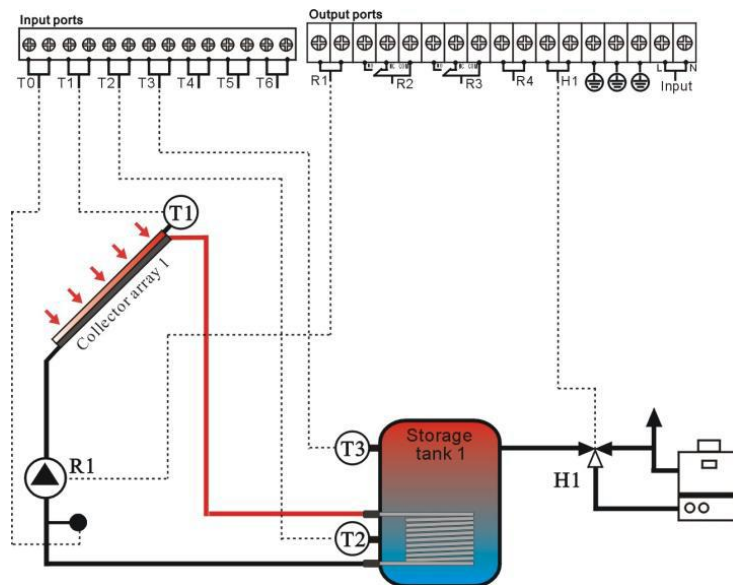 Input ports
Output ports
T0 T1 T2 T3 T4 T5 T6
R1 R2 R3 R4 H1 L N
Input
T1
Collector array 1
R1
T3
Storage
tank 1
H1
T2